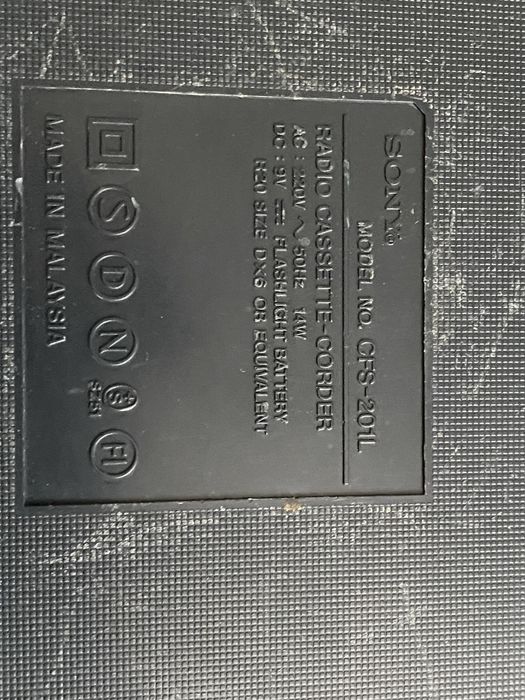 SONY®
MODEL NO. CFS-201L
RADIO CASSETTE-CORDER
AC : 220V ∿ 50Hz 14W
DC : 9V ⎓ FLASHLIGHT BATTERY
R20 SIZE D×6 OR EQUIVALENT
S D N S FI
MADE IN MALAYSIA